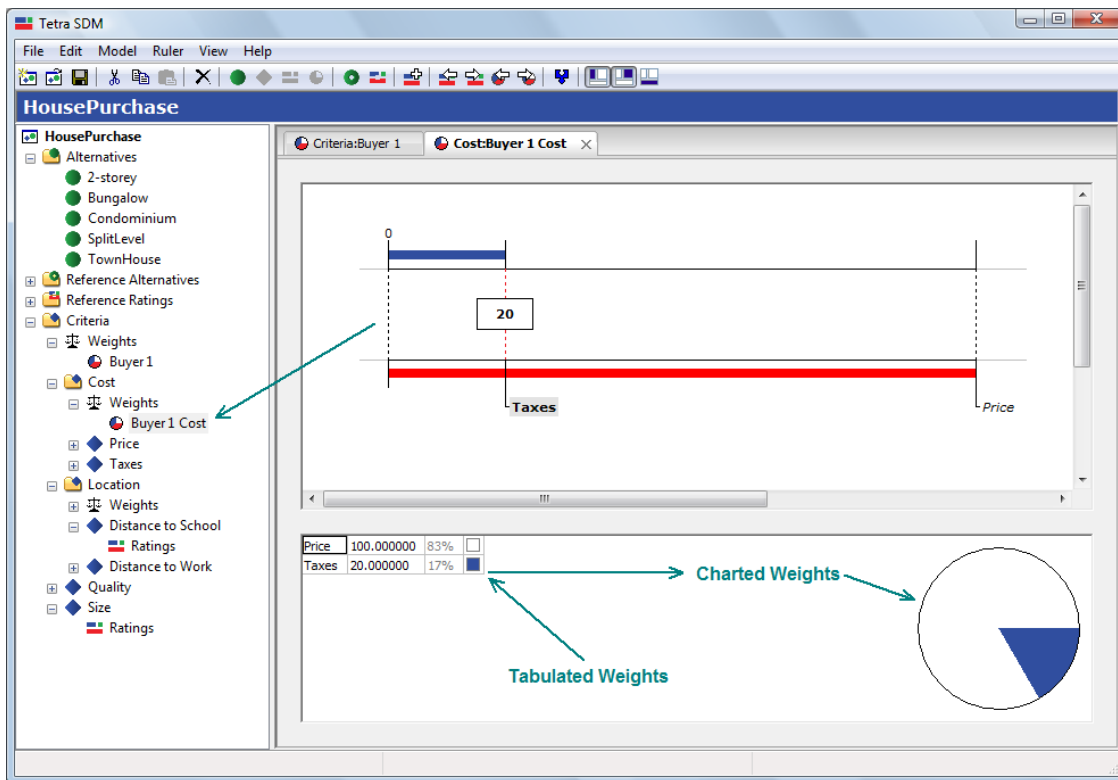 Tetra SDM
File Edit Model Ruler View Help
HousePurchase
HousePurchase
Alternatives
2-storey
Bungalow
Condominium
SplitLevel
TownHouse
Reference Alternatives
Reference Ratings
Criteria
Weights
Buyer 1
Cost
Weights
Buyer 1 Cost
Price
Taxes
Location
Weights
Distance to School
Ratings
Distance to Work
Quality
Size
Ratings
Criteria:Buyer 1
Cost:Buyer 1 Cost
0
20
Taxes
Price
Price 100.000000 83%
Taxes 20.000000 17%
Charted Weights
Tabulated Weights